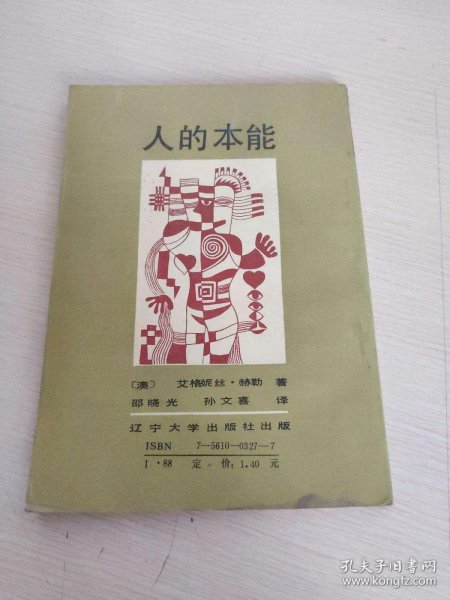 人的本能
〔澳〕 艾格妮丝·赫勒 著
邵晓光 孙文喜 译
辽宁大学出版社出版
ISBN 7—5610—0327—7
I·88 定 价：1.40 元
孔夫子旧书网
www.kongfz.com